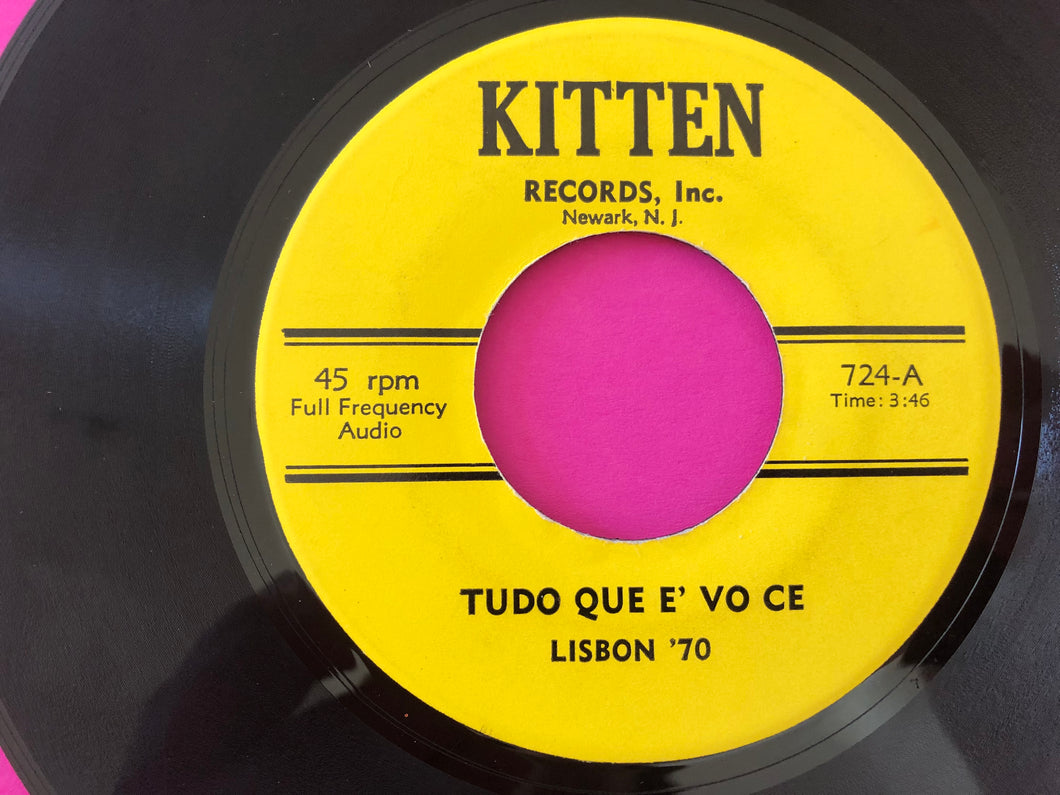 KITTEN
RECORDS, Inc.
Newark, N. J.
45 rpm
Full Frequency
Audio
724-A
Time: 3:46
TUDO QUE E' VO CE
LISBON '70